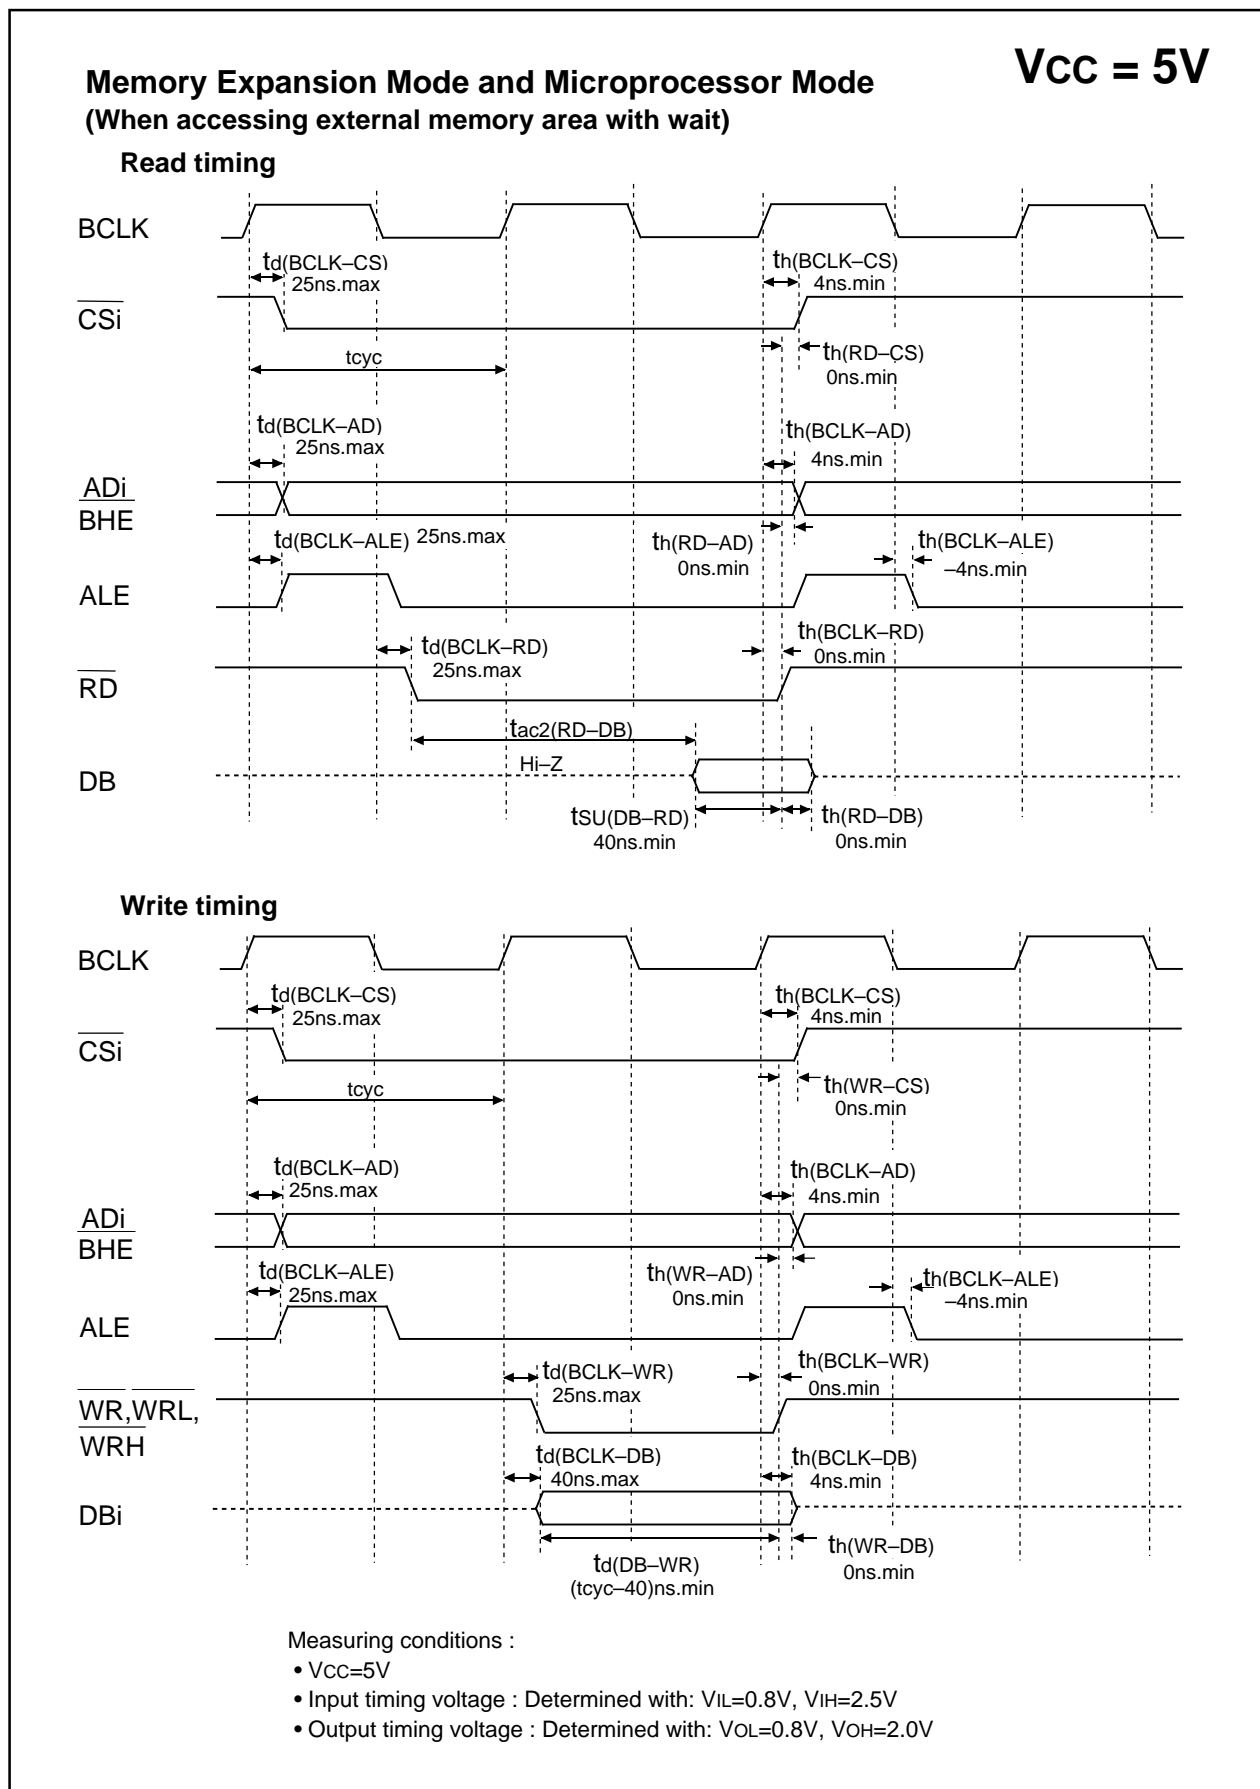 VCC = 5V
Memory Expansion Mode and Microprocessor Mode
(When accessing external memory area with wait)
Read timing
BCLK
td(BCLK–CS)
25ns.max
th(BCLK–CS)
4ns.min
CSi
tcyc
th(RD–CS)
0ns.min
td(BCLK–AD)
25ns.max
th(BCLK–AD)
4ns.min
ADi
BHE
td(BCLK–ALE) 25ns.max
th(RD–AD)
0ns.min
th(BCLK–ALE)
–4ns.min
ALE
td(BCLK–RD)
25ns.max
th(BCLK–RD)
0ns.min
RD
tac2(RD–DB)
Hi–Z
DB
tSU(DB–RD)
40ns.min
th(RD–DB)
0ns.min
Write timing
BCLK
td(BCLK–CS)
25ns.max
th(BCLK–CS)
4ns.min
CSi
tcyc
th(WR–CS)
0ns.min
td(BCLK–AD)
25ns.max
th(BCLK–AD)
4ns.min
ADi
BHE
td(BCLK–ALE)
25ns.max
th(WR–AD)
0ns.min
th(BCLK–ALE)
–4ns.min
ALE
td(BCLK–WR)
25ns.max
th(BCLK–WR)
0ns.min
WR,WRL,
WRH
td(BCLK–DB)
40ns.max
th(BCLK–DB)
4ns.min
DBi
td(DB–WR)
(tcyc–40)ns.min
th(WR–DB)
0ns.min
Measuring conditions :
• VCC=5V
• Input timing voltage : Determined with: VIL=0.8V, VIH=2.5V
• Output timing voltage : Determined with: VOL=0.8V, VOH=2.0V